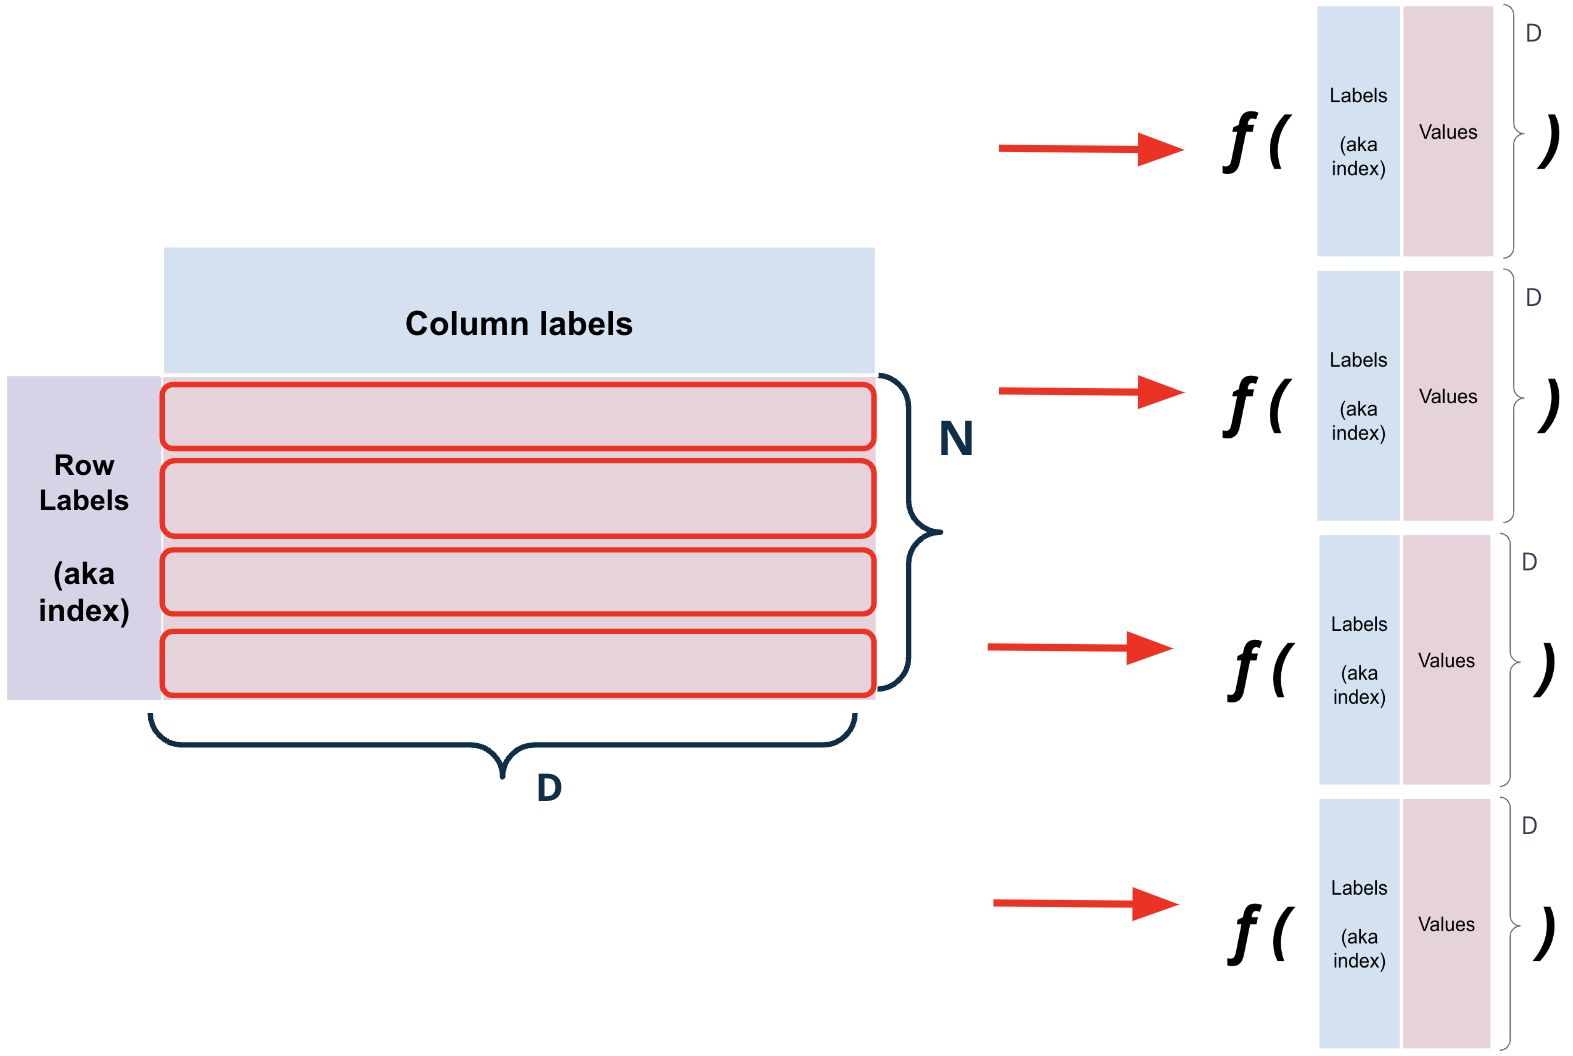 Column labels
Row
Labels
(aka
index)
N
D
f (
Labels
(aka
index)
Values
D
)
f (
Labels
(aka
index)
Values
D
)
f (
Labels
(aka
index)
Values
D
)
f (
Labels
(aka
index)
Values
D
)